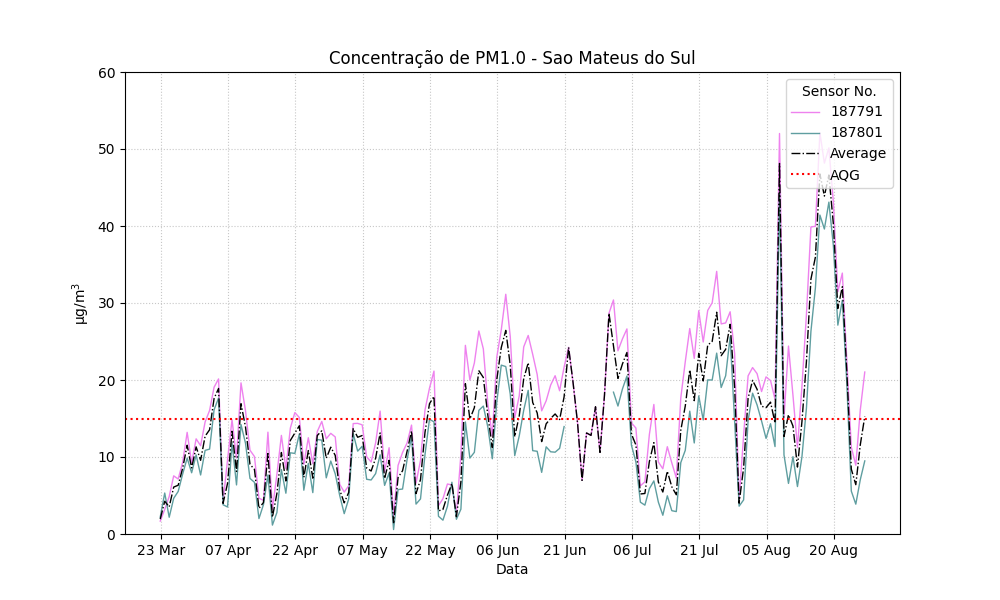 Concentração de PM1.0 - Sao Mateus do Sul
60
50
40
30
20
10
0
µg/m³
Sensor No.
187791
187801
Average
AQG
23 Mar 07 Apr 22 Apr 07 May 22 May 06 Jun 21 Jun 06 Jul 21 Jul 05 Aug 20 Aug
Data